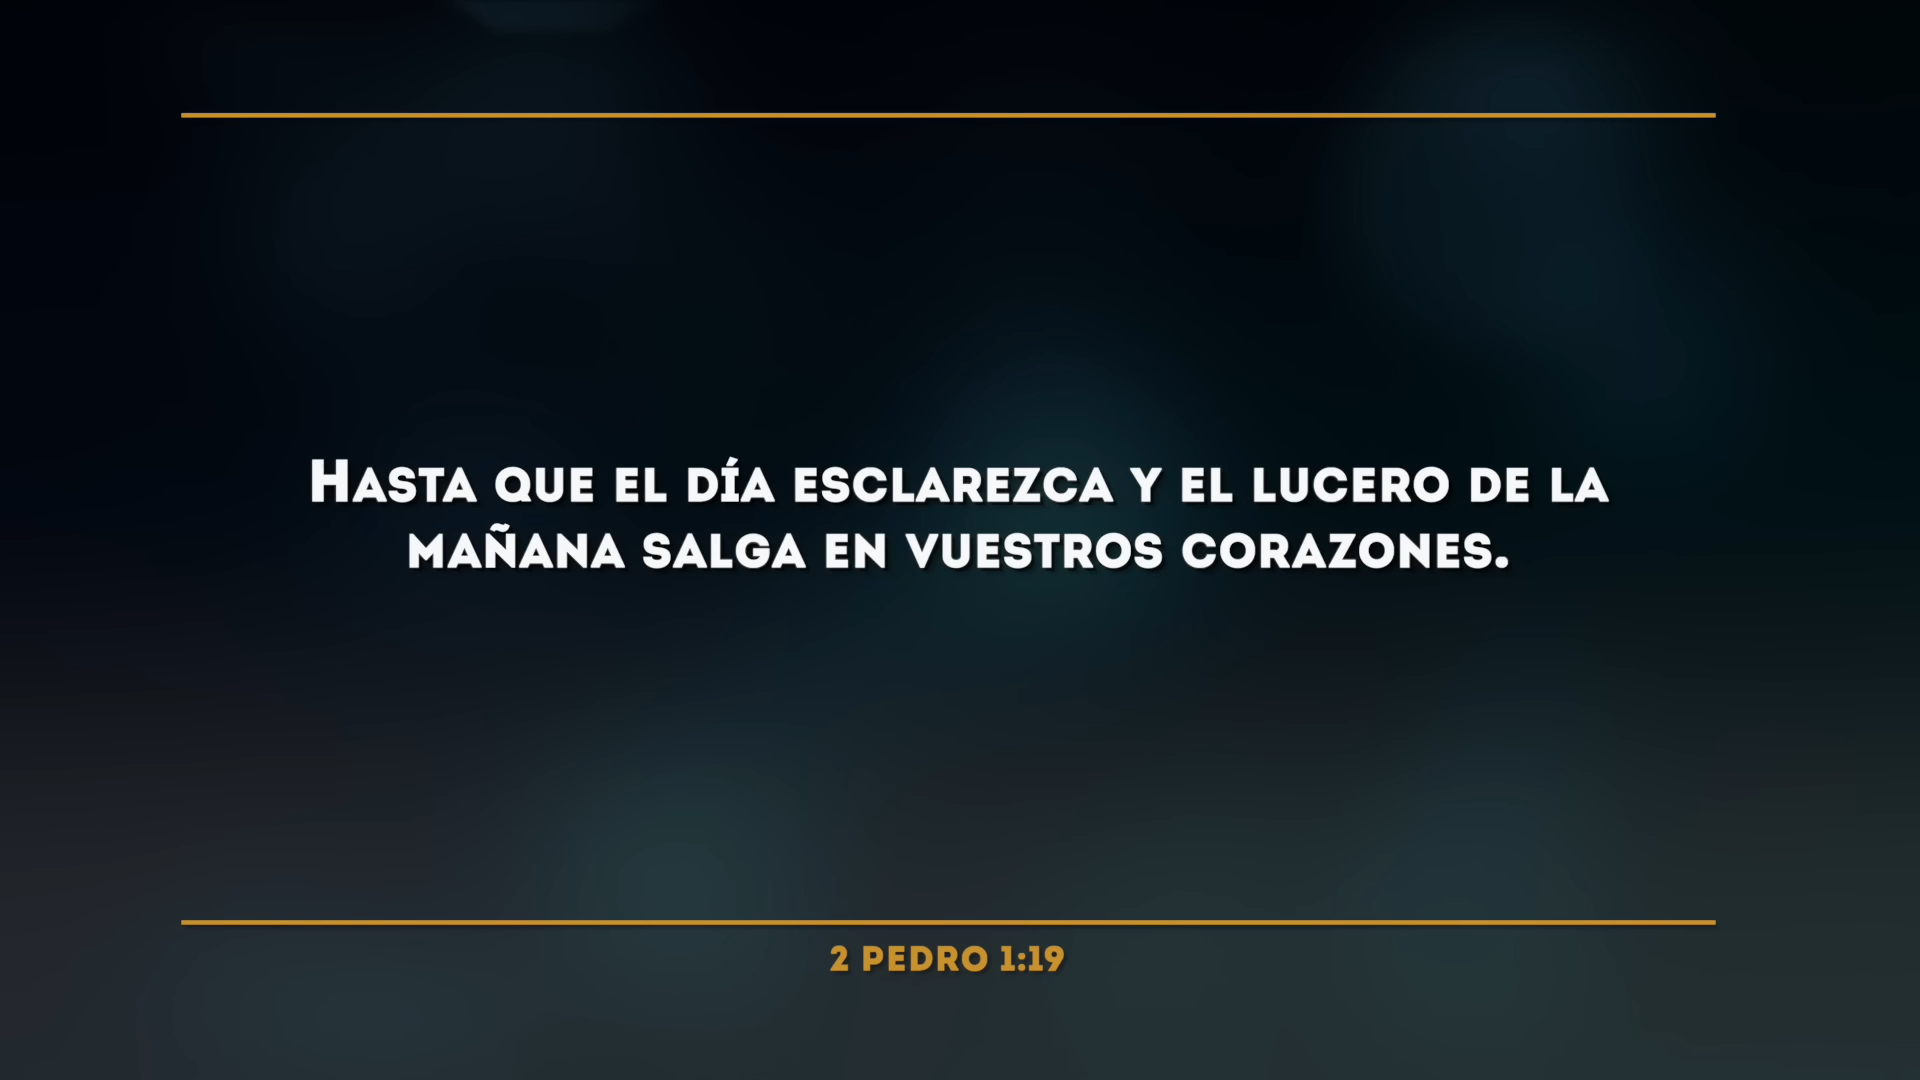 Hasta que el día esclarezca y el lucero de la
mañana salga en vuestros corazones.
2 PEDRO 1:19